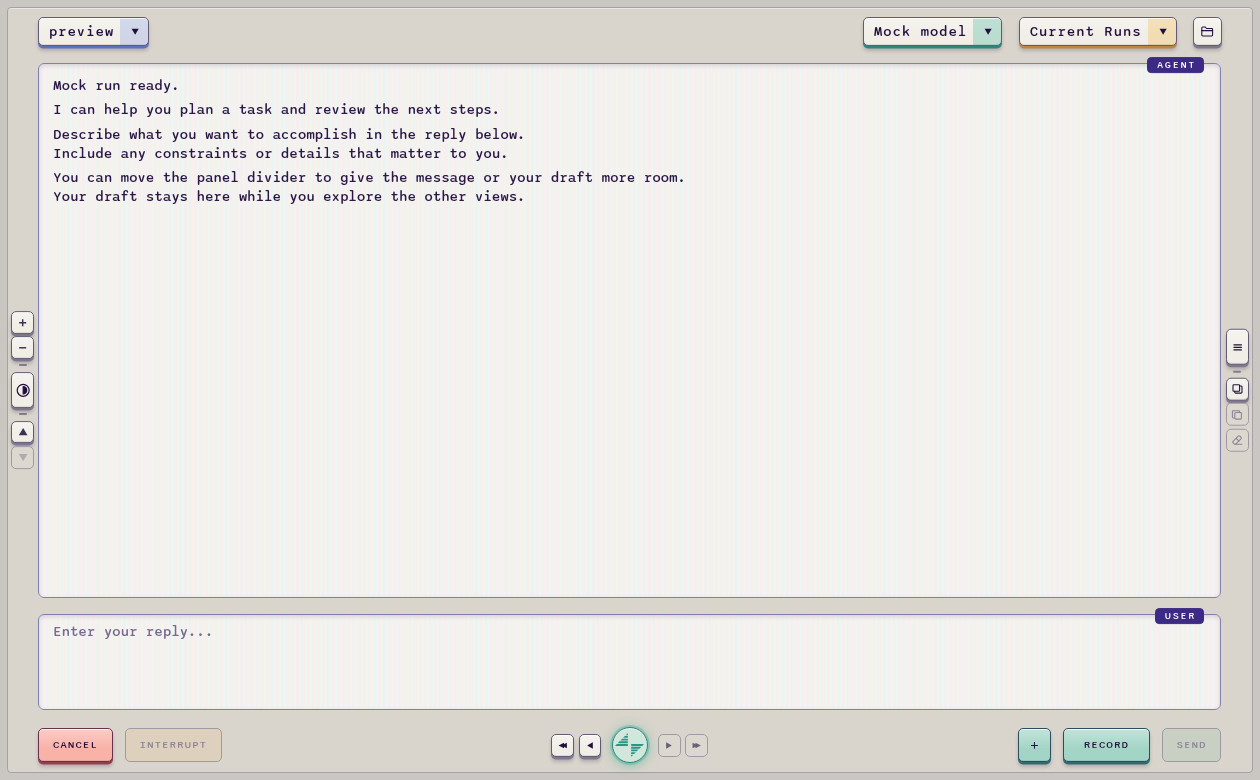 preview
Mock model
Current Runs
AGENT
Mock run ready.
I can help you plan a task and review the next steps.
Describe what you want to accomplish in the reply below.
Include any constraints or details that matter to you.
You can move the panel divider to give the message or your draft more room.
Your draft stays here while you explore the other views.
USER
Enter your reply...
CANCEL
INTERRUPT
RECORD
SEND